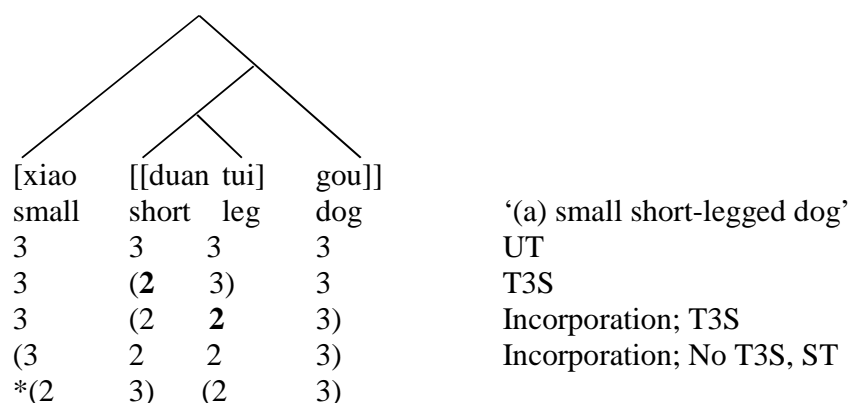 [xiao [[duan tui] gou]]
small short leg dog ‘(a) small short-legged dog’
3 3 3 3 UT
3 (2 3) 3 T3S
3 (2 2 3) Incorporation; T3S
(3 2 2 3) Incorporation; No T3S, ST
*(2 3) (2 3)